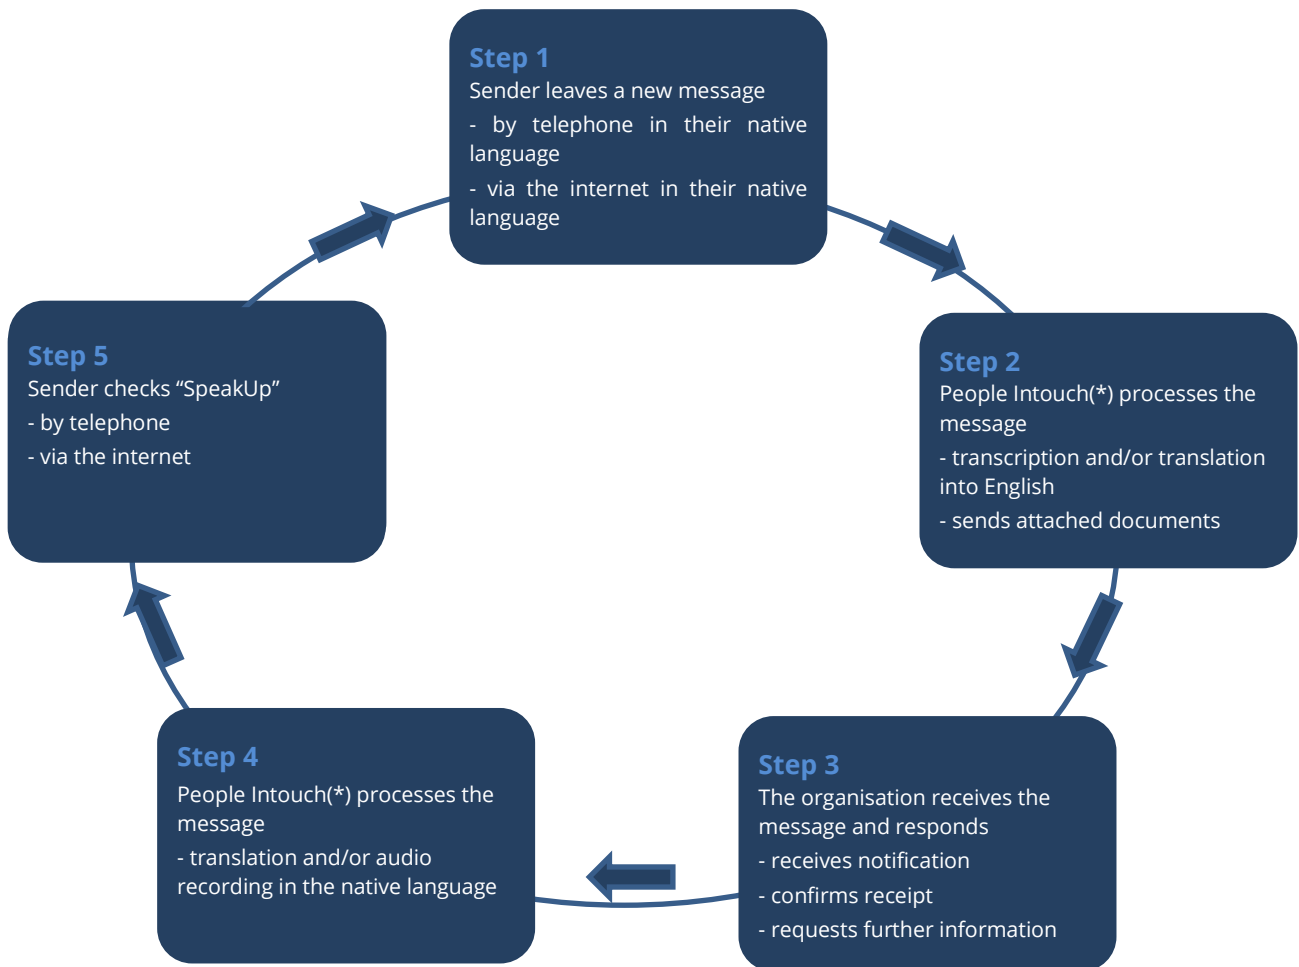 Step 1
Sender leaves a new message
- by telephone in their native
language
- via the internet in their native
language
Step 2
People Intouch(*) processes the
message
- transcription and/or translation
into English
- sends attached documents
Step 3
The organisation receives the
message and responds
- receives notification
- confirms receipt
- requests further information
Step 4
People Intouch(*) processes the
message
- translation and/or audio
recording in the native language
Step 5
Sender checks “SpeakUp”
- by telephone
- via the internet